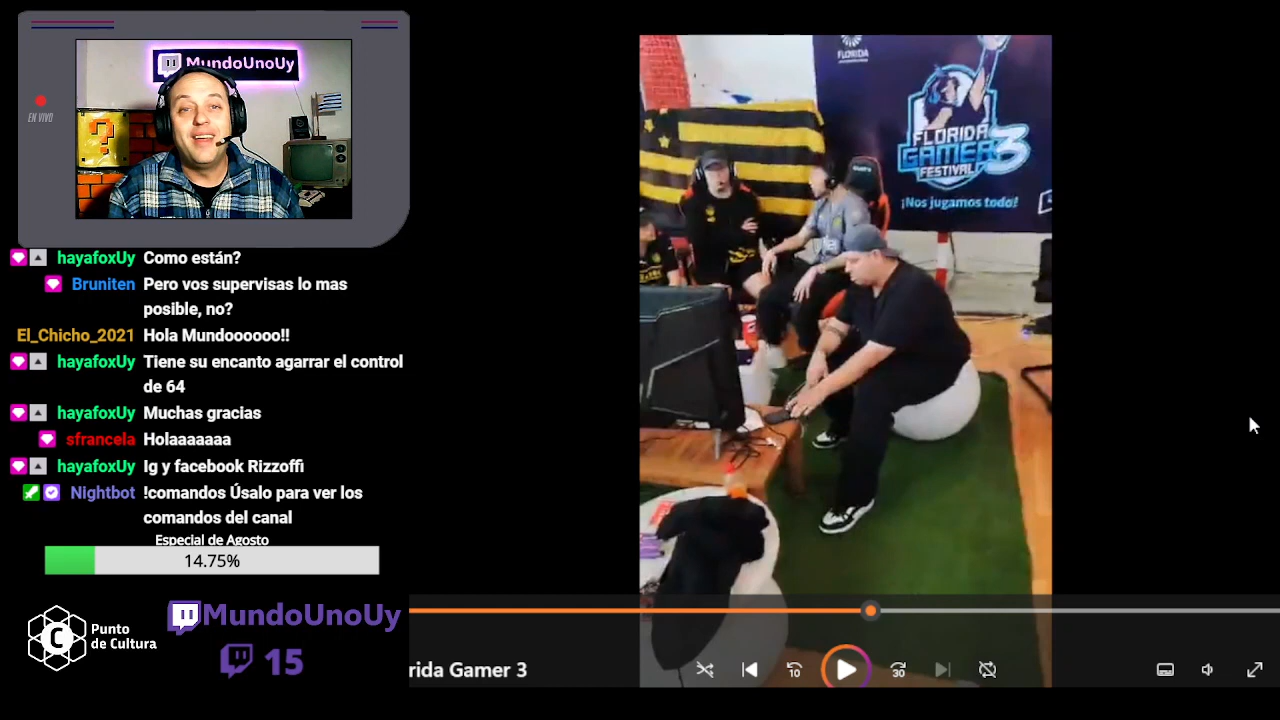 MundoUnoUy
EN VIVO
?
hayafoxUy Como están?
Bruniten Pero vos supervisas lo mas
posible, no?
El_Chicho_2021 Hola Mundoooooo!!
hayafoxUy Tiene su encanto agarrar el control
de 64
hayafoxUy Muchas gracias
sfrancela Holaaaaaaa
hayafoxUy Ig y facebook Rizzoffi
Nightbot !comandos Úsalo para ver los
comandos del canal
Especial de Agosto
14.75%
C Punto
de Cultura
MundoUnoUy
15
FLORIDA
FLORIDA
GAMER 3
FESTIVAL
¡Nos jugamos todo!
rida Gamer 3
10
30